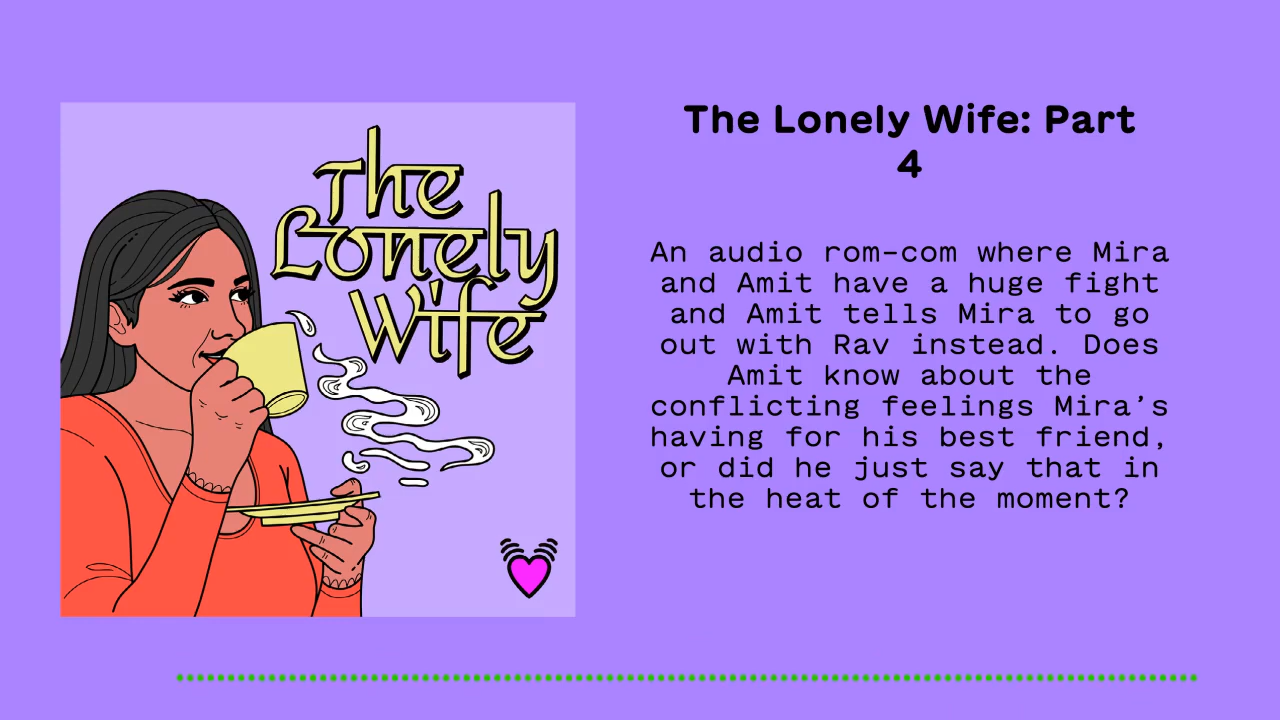 The
Lonely
Wife
The Lonely Wife: Part
4
An audio rom-com where Mira
and Amit have a huge fight
and Amit tells Mira to go
out with Rav instead. Does
Amit know about the
conflicting feelings Mira’s
having for his best friend,
or did he just say that in
the heat of the moment?